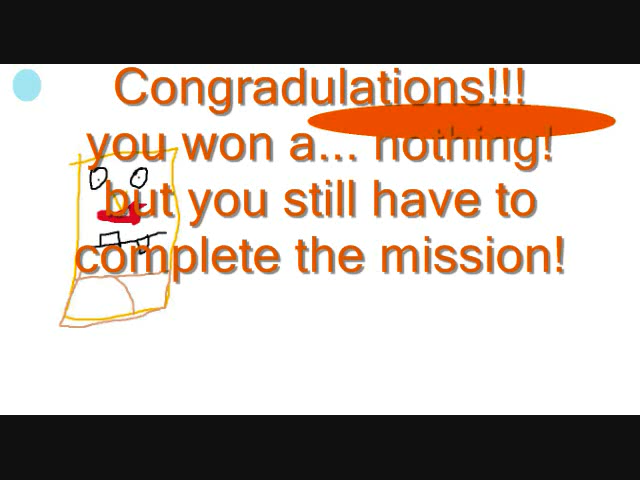 Congradulations!!!
you won a... nothing!
but you still have to
complete the mission!